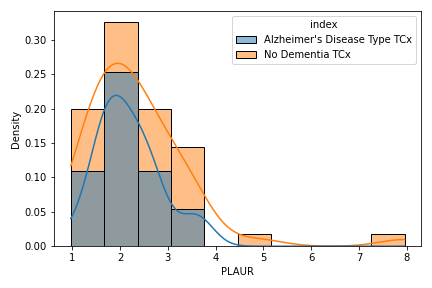 index
Alzheimer's Disease Type TCx
No Dementia TCx
Density
0.30
0.25
0.20
0.15
0.10
0.05
0.00
1 2 3 4 5 6 7 8
PLAUR